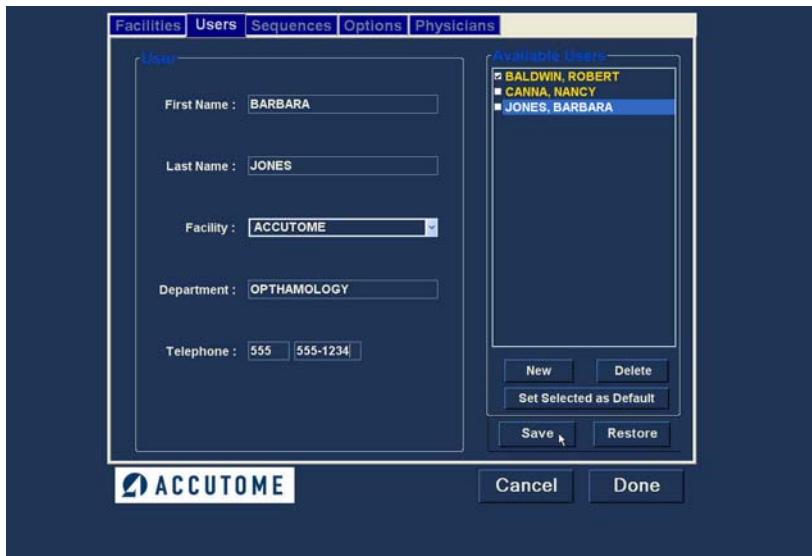 Facilities Users Sequences Options Physicians
User
First Name : BARBARA
Last Name : JONES
Facility : ACCUTOME
Department : OPTHAMOLOGY
Telephone : 555 555-1234
Available Users
BALDWIN, ROBERT
CANNA, NANCY
JONES, BARBARA
New Delete
Set Selected as Default
Save Restore
ACCUTOME
Cancel Done